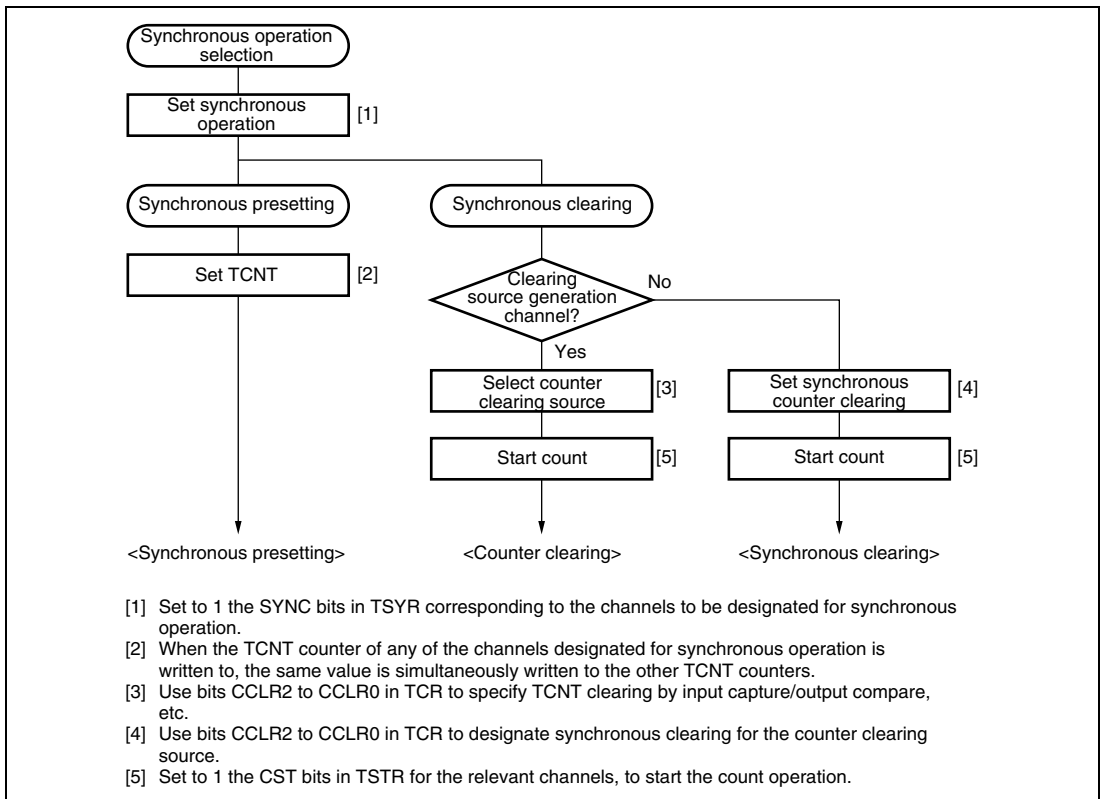 Synchronous operation
selection
Set synchronous
operation
[1]
Synchronous presetting
Synchronous clearing
Set TCNT
[2]
Clearing
source generation
channel?
No
Yes
Select counter
clearing source
[3]
Set synchronous
counter clearing
[4]
Start count
[5]
Start count
[5]
<Synchronous presetting>
<Counter clearing>
<Synchronous clearing>
[1] Set to 1 the SYNC bits in TSYR corresponding to the channels to be designated for synchronous
operation.
[2] When the TCNT counter of any of the channels designated for synchronous operation is
written to, the same value is simultaneously written to the other TCNT counters.
[3] Use bits CCLR2 to CCLR0 in TCR to specify TCNT clearing by input capture/output compare,
etc.
[4] Use bits CCLR2 to CCLR0 in TCR to designate synchronous clearing for the counter clearing
source.
[5] Set to 1 the CST bits in TSTR for the relevant channels, to start the count operation.